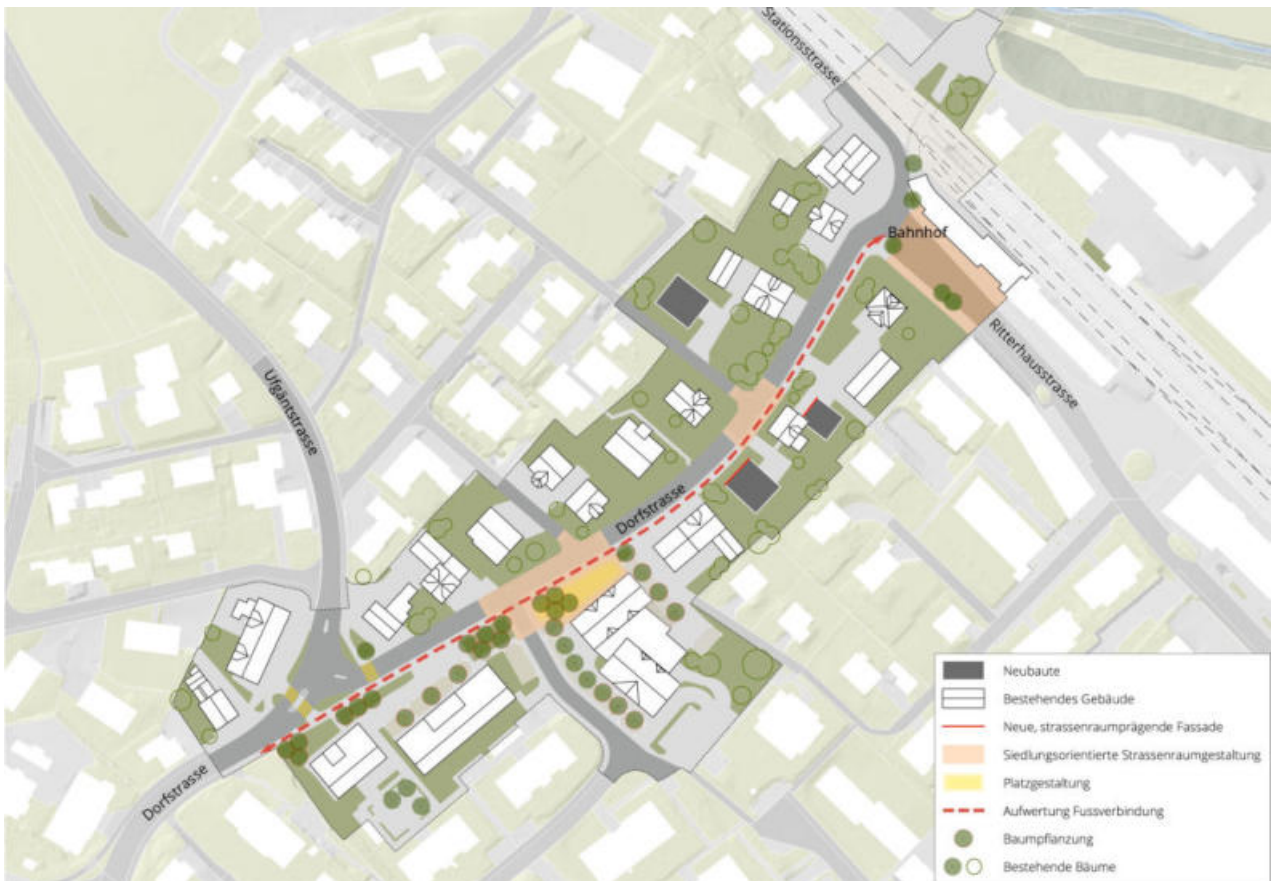 Stationsstrasse
Bahnhof
Ritterhausstrasse
Ufgäntstrasse
Dorfstrasse
Dorfstrasse
Neubaute
Bestehendes Gebäude
Neue, strassenraumprägende Fassade
Siedlungsorientierte Strassenraumgestaltung
Platzgestaltung
Aufwertung Fussverbindung
Baumpflanzung
Bestehende Bäume